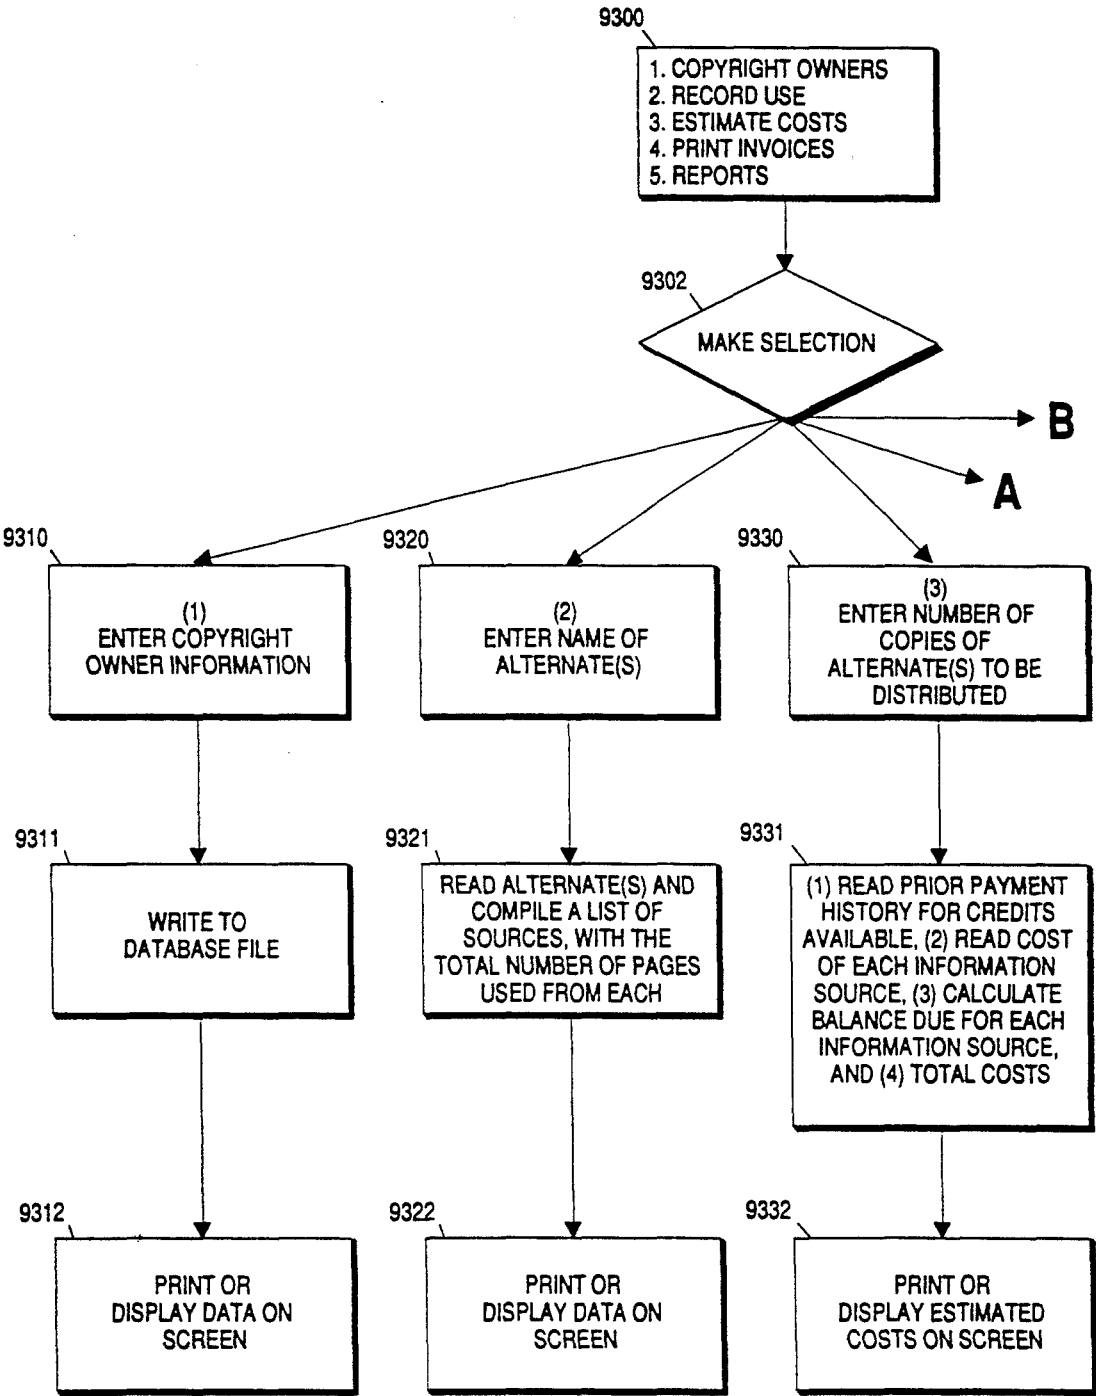 9300
1. COPYRIGHT OWNERS
2. RECORD USE
3. ESTIMATE COSTS
4. PRINT INVOICES
5. REPORTS
9302
MAKE SELECTION
B
A
9310
(1)
ENTER COPYRIGHT
OWNER INFORMATION
9320
(2)
ENTER NAME OF
ALTERNATE(S)
9330
(3)
ENTER NUMBER OF
COPIES OF
ALTERNATE(S) TO BE
DISTRIBUTED
9311
WRITE TO
DATABASE FILE
9321
READ ALTERNATE(S) AND
COMPILE A LIST OF
SOURCES, WITH THE
TOTAL NUMBER OF PAGES
USED FROM EACH
9331
(1) READ PRIOR PAYMENT
HISTORY FOR CREDITS
AVAILABLE, (2) READ COST
OF EACH INFORMATION
SOURCE, (3) CALCULATE
BALANCE DUE FOR EACH
INFORMATION SOURCE,
AND (4) TOTAL COSTS
9312
PRINT OR
DISPLAY DATA ON
SCREEN
9322
PRINT OR
DISPLAY DATA ON
SCREEN
9332
PRINT OR
DISPLAY ESTIMATED
COSTS ON SCREEN